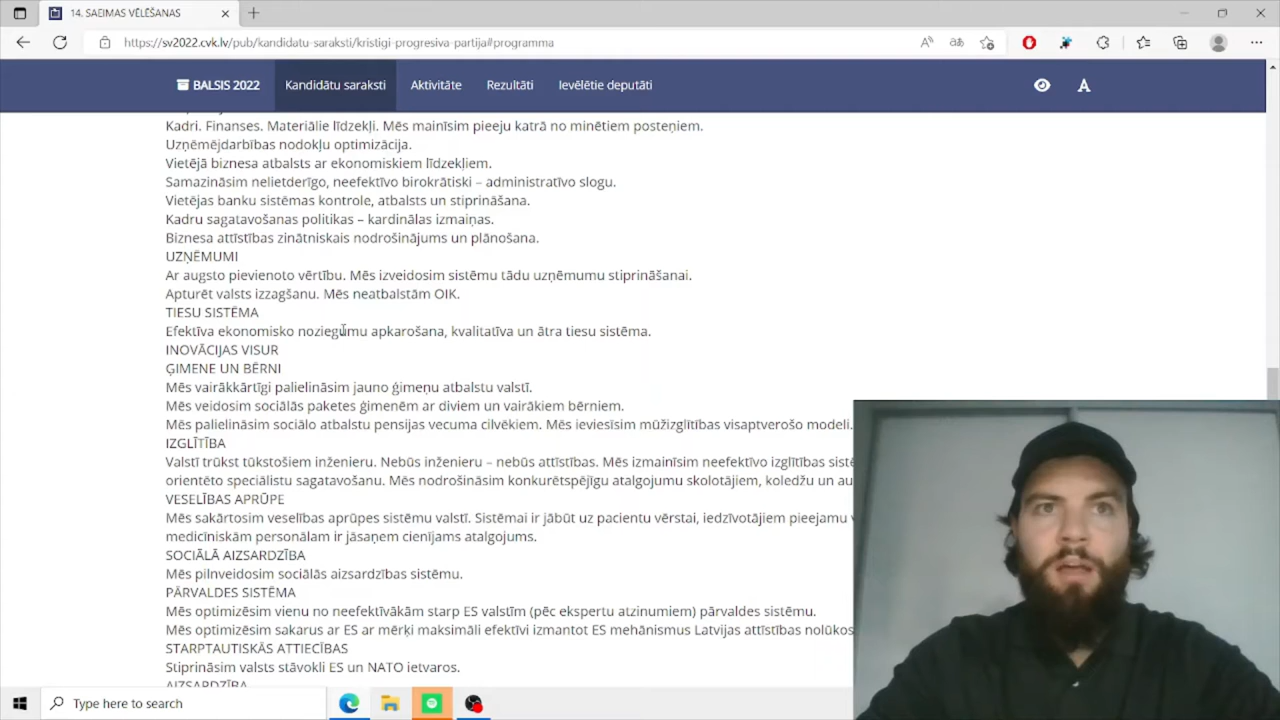 14. SAEIMAS VĒLĒŠANAS
https://sv2022.cvk.lv/pub/kandidatu-saraksti/kristigi-progresiva-partija#programma
BALSIS 2022 Kandidātu saraksti Aktivitāte Rezultāti Ievēlētie deputāti A
Kadri. Finanses. Materiālie līdzekļi. Mēs mainīsim pieeju katrā no minētiem posteņiem.
Uzņēmējdarbības nodokļu optimizācija.
Vietējā biznesa atbalsts ar ekonomiskiem līdzekļiem.
Samazināsim nelietderīgo, neefektīvo birokrātiski – administratīvo slogu.
Vietējas banku sistēmas kontrole, atbalsts un stiprināšana.
Kadru sagatavošanas politikas – kardinālas izmaiņas.
Biznesa attīstības zinātniskais nodrošinājums un plānošana.
UZŅĒMUMI
Ar augsto pievienoto vērtību. Mēs izveidosim sistēmu tādu uzņēmumu stiprināšanai.
Apturēt valsts izzagšanu. Mēs neatbalstām OIK.
TIESU SISTĒMA
Efektīva ekonomisko noziegumu apkarošana, kvalitatīva un ātra tiesu sistēma.
INOVĀCIJAS VISUR
ĢIMENE UN BĒRNI
Mēs vairākkārtīgi palielināsim jauno ģimeņu atbalstu valstī.
Mēs veidosim sociālās paketes ģimenēm ar diviem un vairākiem bērniem.
Mēs palielināsim sociālo atbalstu pensijas vecuma cilvēkiem. Mēs ieviesīsim mūžizglītības visaptverošo modeli.
IZGLĪTĪBA
Valstī trūkst tūkstošiem inženieru. Nebūs inženieru – nebūs attīstības. Mēs izmainīsim neefektīvo izglītības sistē
orientēto speciālistu sagatavošanu. Mēs nodrošināsim konkurētspējīgu atalgojumu skolotājiem, koledžu un au
VESELĪBAS APRŪPE
Mēs sakārtosim veselības aprūpes sistēmu valstī. Sistēmai ir jābūt uz pacientu vērstai, iedzīvotājiem pieejamu v
medicīniskām personālam ir jāsaņem cienījams atalgojums.
SOCIĀLĀ AIZSARDZĪBA
Mēs pilnveidosim sociālās aizsardzības sistēmu.
PĀRVALDES SISTĒMA
Mēs optimizēsim vienu no neefektīvākām starp ES valstīm (pēc ekspertu atzinumiem) pārvaldes sistēmu.
Mēs optimizēsim sakarus ar ES ar mērķi maksimāli efektīvi izmantot ES mehānismus Latvijas attīstības nolūkos
STARPTAUTISKĀS ATTIECĪBAS
Stiprināsim valsts stāvokli ES un NATO ietvaros.
AIZSARDZĪBA
Type here to search